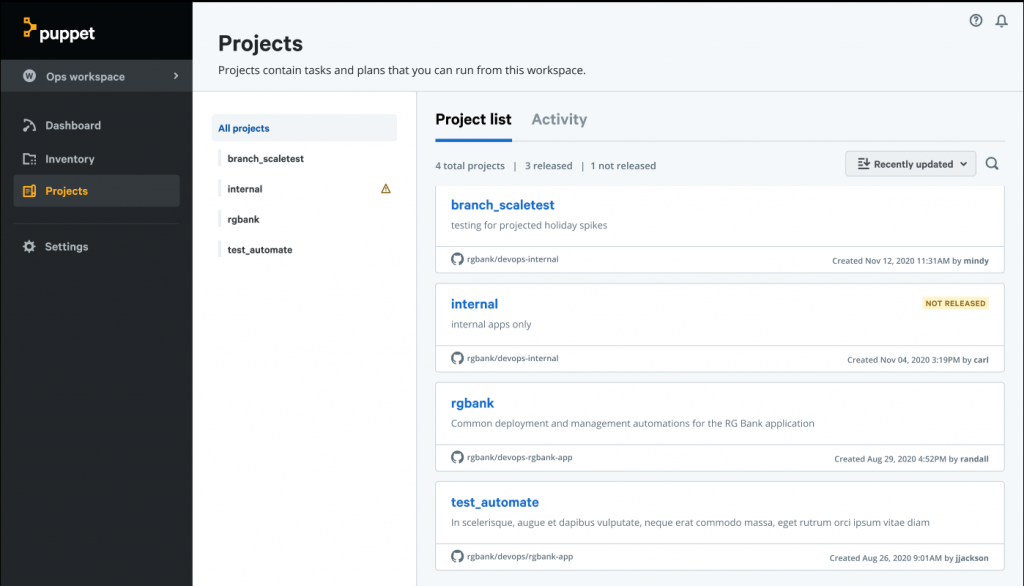 puppet
W Ops workspace
Dashboard
Inventory
Projects
Settings
Projects
Projects contain tasks and plans that you can run from this workspace.
All projects
branch_scaletest
internal
rgbank
test_automate
Project list Activity
4 total projects | 3 released | 1 not released
Recently updated
branch_scaletest
testing for projected holiday spikes
rgbank/devops-internal Created Nov 12, 2020 11:31AM by mindy
internal NOT RELEASED
internal apps only
rgbank/devops-internal Created Nov 04, 2020 3:19PM by carl
rgbank
Common deployment and management automations for the RG Bank application
rgbank/devops-rgbank-app Created Aug 29, 2020 4:52PM by randall
test_automate
In scelerisque, augue et dapibus vulputate, neque erat commodo massa, eget rutrum orci ipsum vitae diam
rgbank/devops/rgbank-app Created Aug 26, 2020 9:01AM by jjackson